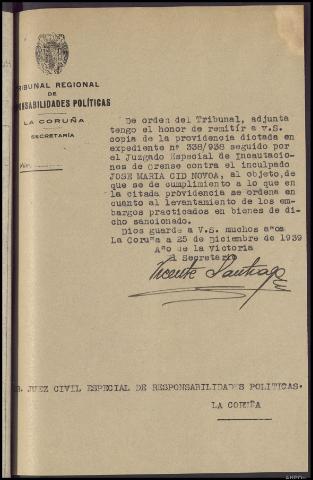 RIBUNAL REGIONAL
DE
ONSABILIDADES POLÍTICAS
LA CORUÑA
SECRETARÍA
Núm.
De orden del Tribunal, adjunta
tengo el honor de remitir a v.S.
copia de la providencia dictada en
expediente nº 338/938 seguido por
el Juzgado Especial de Incautacio-
nes de Orense contra el inculpado
JOSE MARIA CID NOVOA, al objeto, de
que se de cumplimiento a lo que en
la citada providencia se ordena en
cuanto al levantamiento de los em-
bargos practicados en bienes de di-
cho sancionado.
Dios guarde a V.S. muchos años
La Coruña a 25 de Diciembre de 1939
Año de la Victoria
El Secretario
Vicente Santiago
R. JUEZ CIVIL ESPECIAL DE RESPONSABILIDADES POLITICAS.
LA CORUÑA